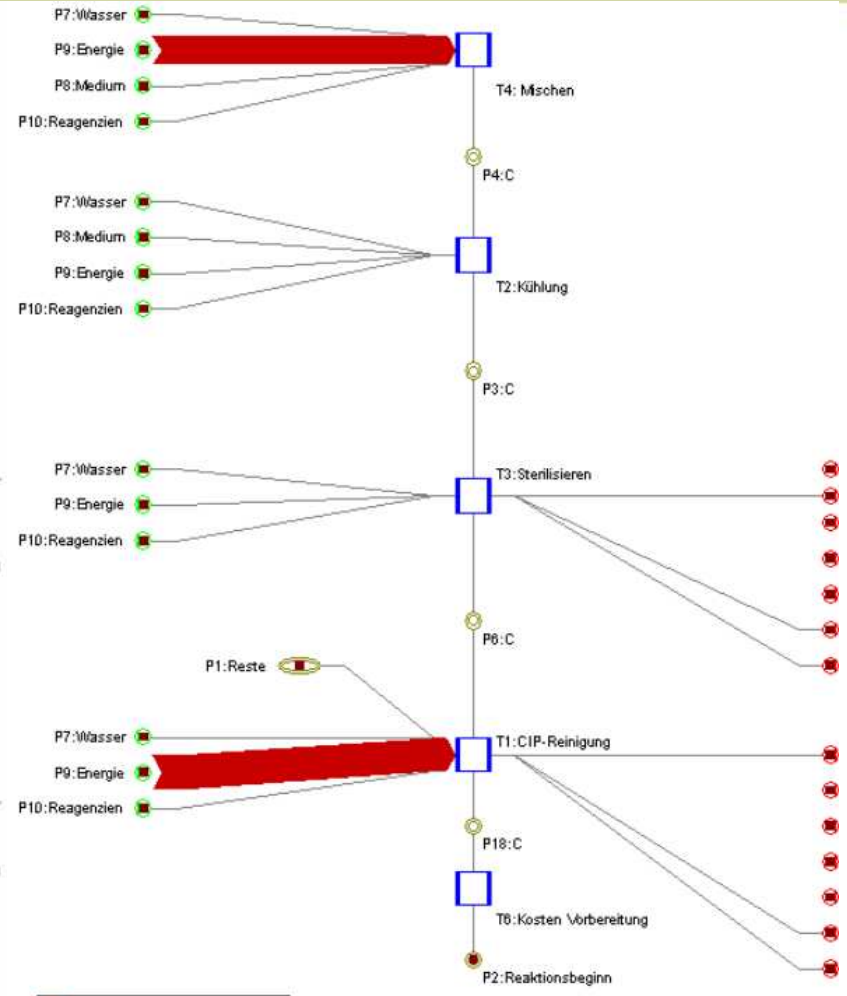 P7:Wasser
P9:Energie
P8:Medium
P10:Reagenzien
T4: Mischen
P4:C
P7:Wasser
P8:Medium
P9:Energie
P10:Reagenzien
T2:Kühlung
P3:C
P7:Wasser
P9:Energie
P10:Reagenzien
T3:Sterilisieren
P6:C
P1:Reste
P7:Wasser
P9:Energie
P10:Reagenzien
T1:CIP-Reinigung
P18:C
T6:Kosten Vorbereitung
P2:Reaktionsbeginn